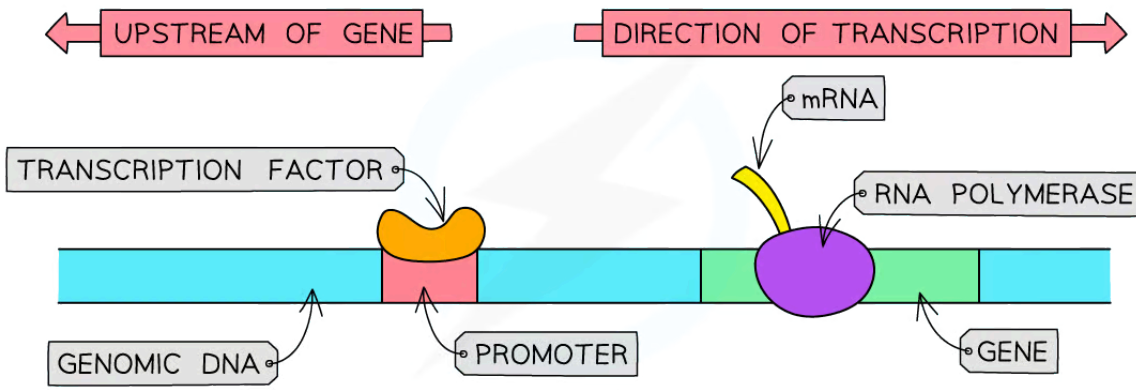 UPSTREAM OF GENE
DIRECTION OF TRANSCRIPTION
mRNA
TRANSCRIPTION FACTOR
RNA POLYMERASE
GENOMIC DNA
PROMOTER
GENE